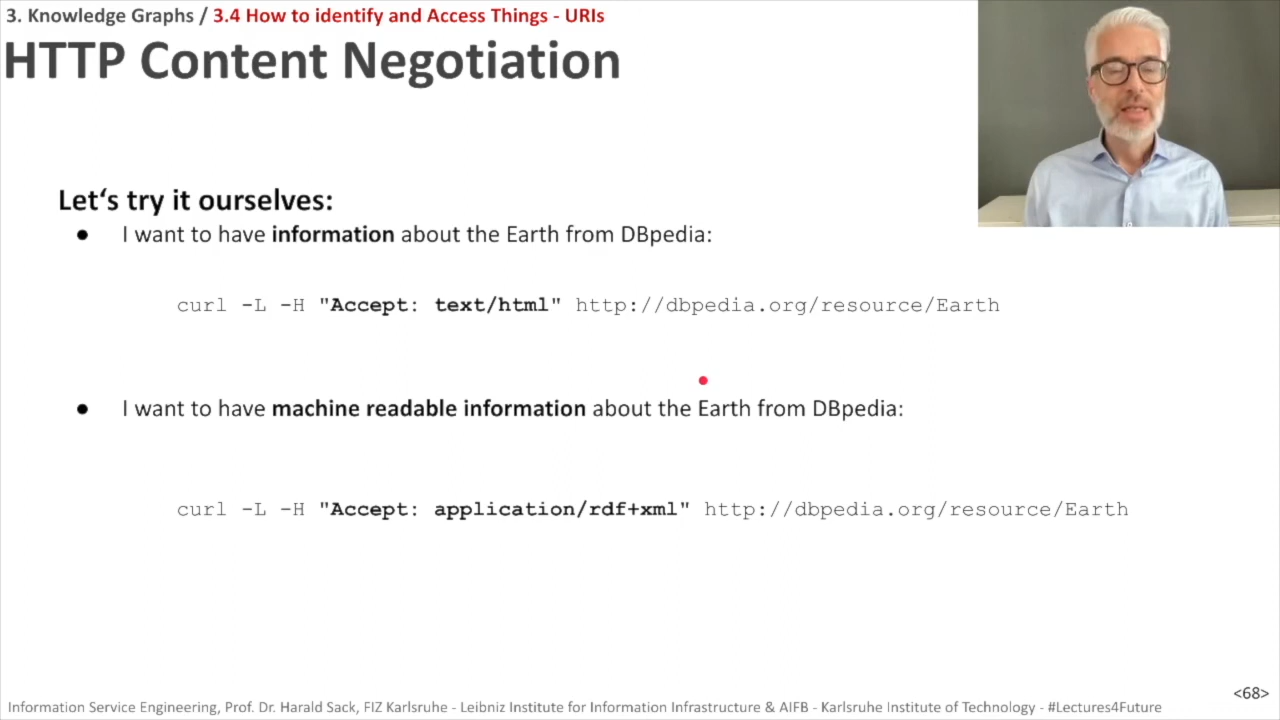 3. Knowledge Graphs / 3.4 How to identify and Access Things - URIs
HTTP Content Negotiation
Let‘s try it ourselves:
● I want to have information about the Earth from DBpedia:
curl -L -H "Accept: text/html" http://dbpedia.org/resource/Earth
● I want to have machine readable information about the Earth from DBpedia:
curl -L -H "Accept: application/rdf+xml" http://dbpedia.org/resource/Earth
<68>
Information Service Engineering, Prof. Dr. Harald Sack, FIZ Karlsruhe - Leibniz Institute for Information Infrastructure & AIFB - Karlsruhe Institute of Technology - #Lectures4Future